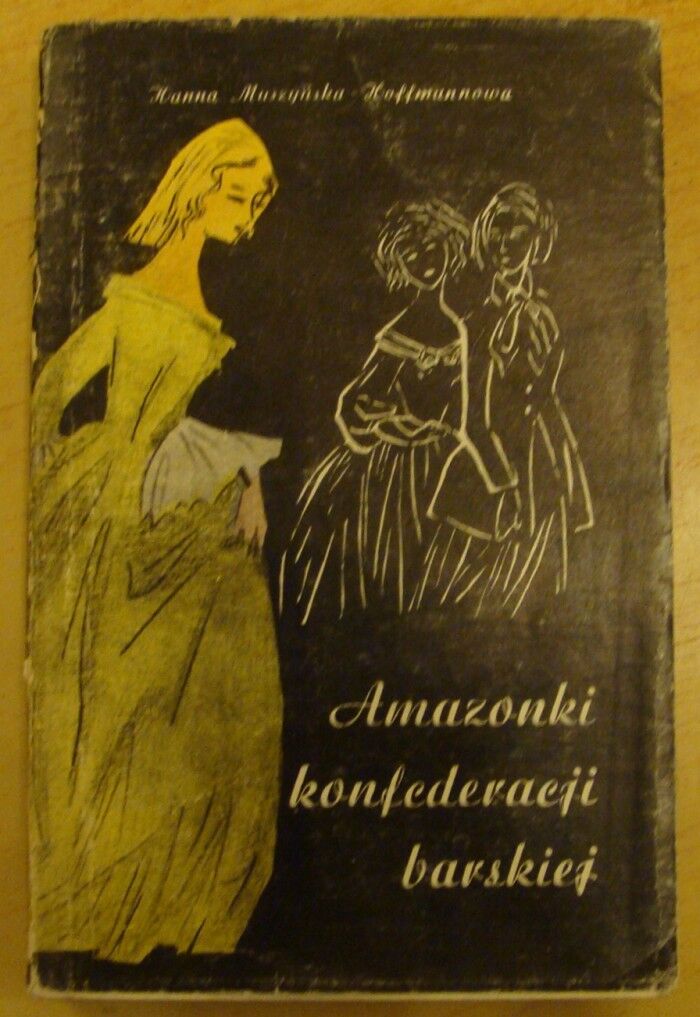 Hanna Muszyńska-Hoffmannowa
Amazonki
konfederacji
barskiej